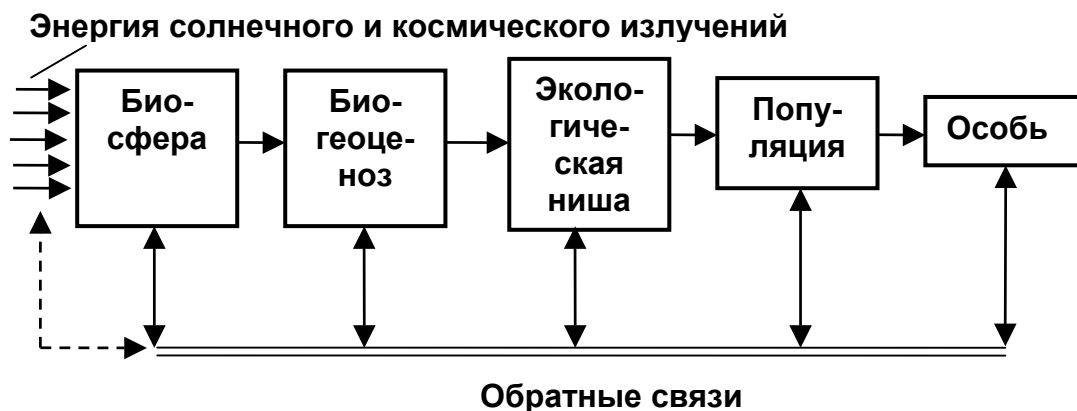 Энергия солнечного и космического излучений
Био-
сфера
Био-
геоце-
ноз
Эколо-
гиче-
ская
ниша
Попу-
ляция
Особь
Обратные связи